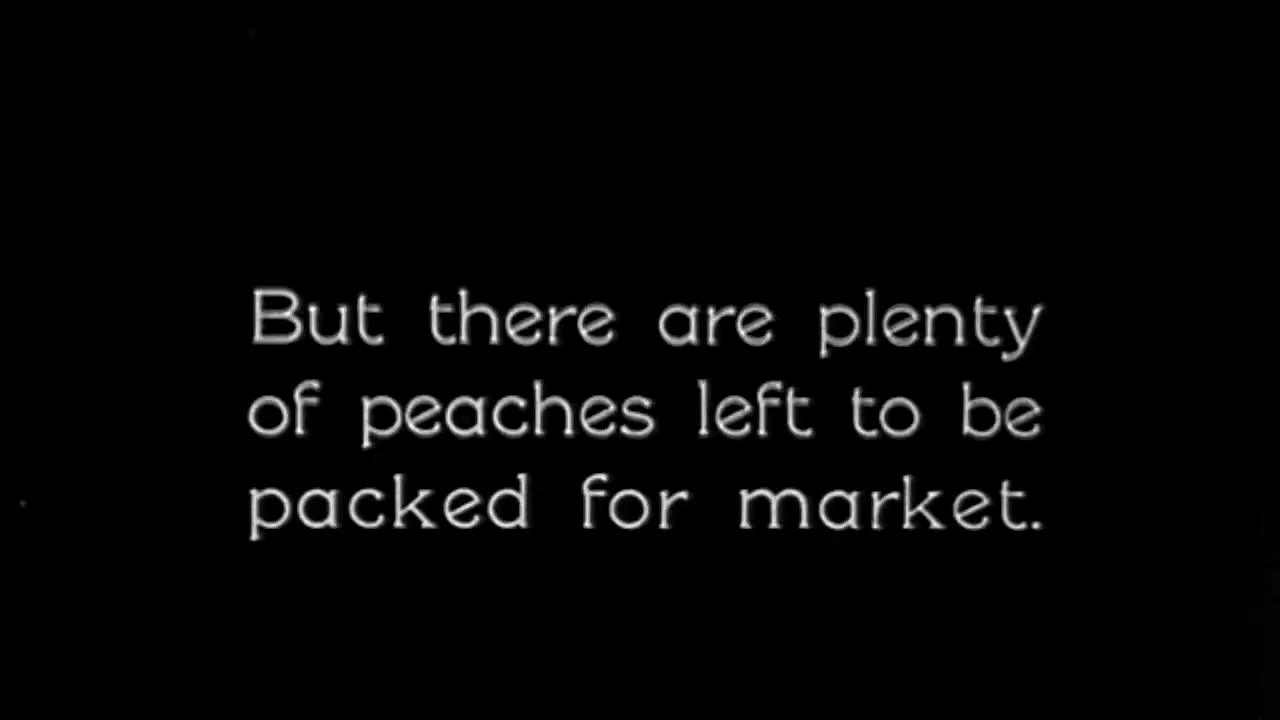 But there are plenty
of peaches left to be
packed for market.